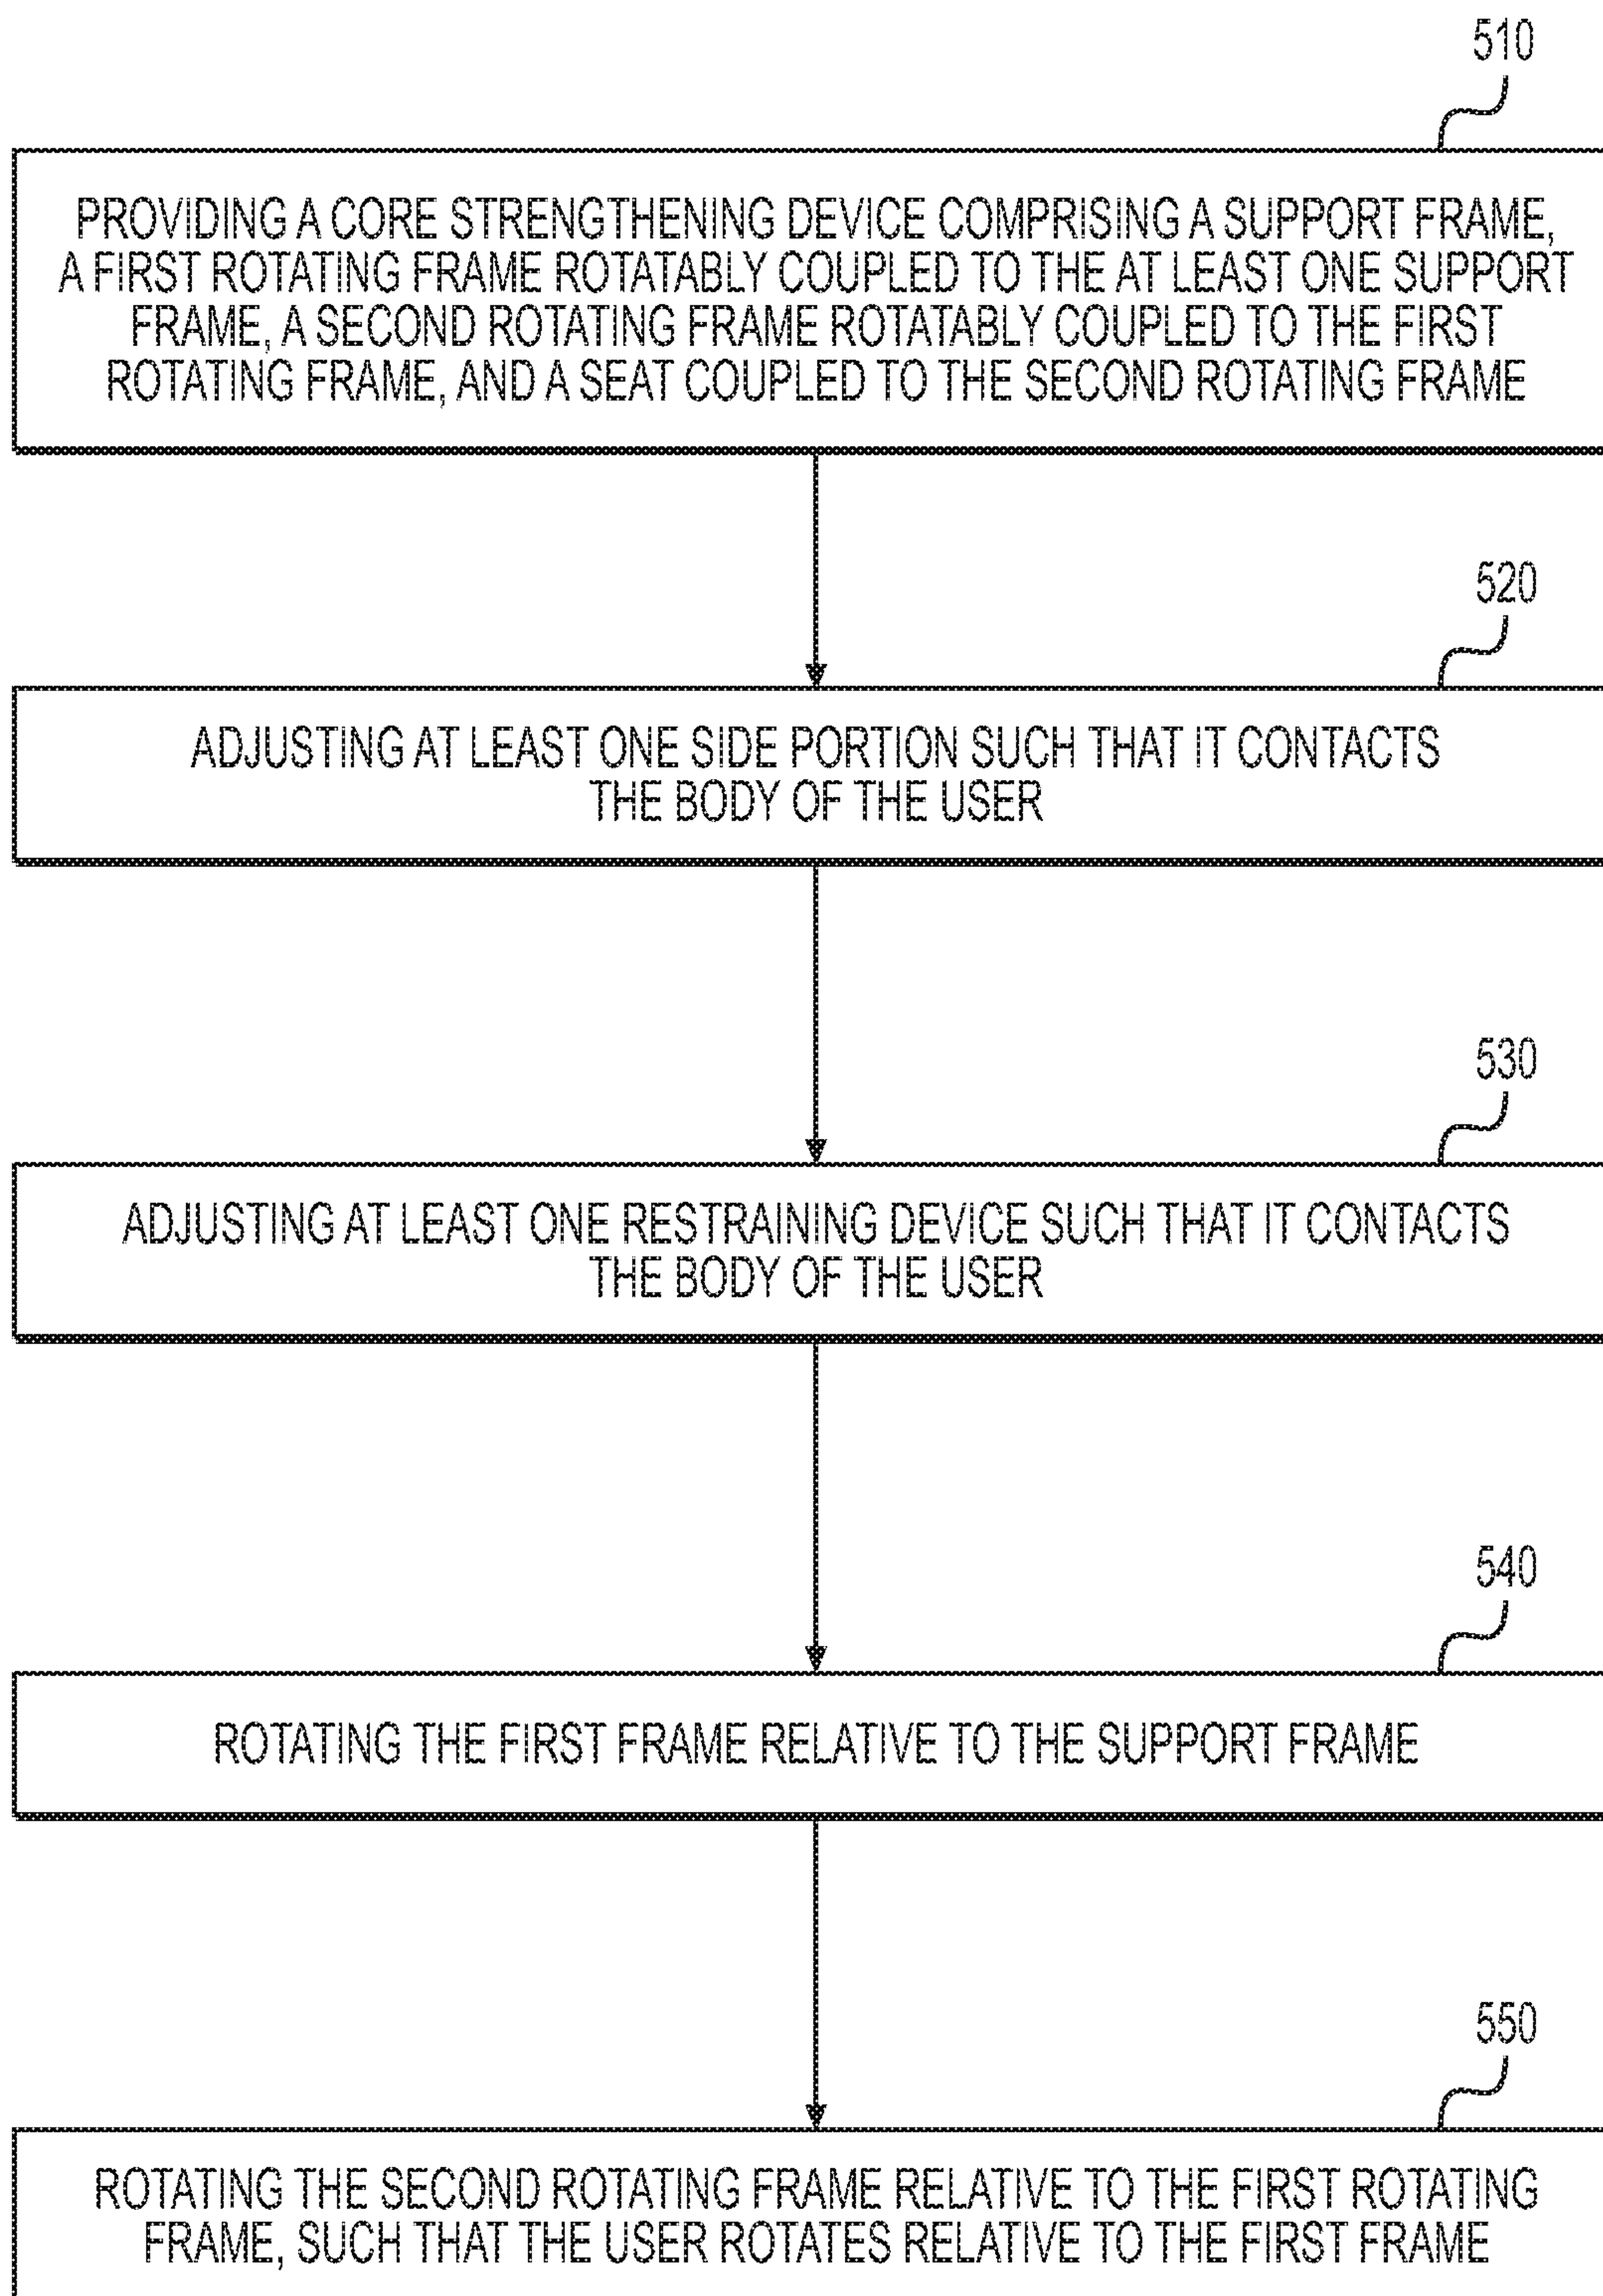 510
PROVIDING A CORE STRENGTHENING DEVICE COMPRISING A SUPPORT FRAME,
A FIRST ROTATING FRAME ROTATABLY COUPLED TO THE AT LEAST ONE SUPPORT
FRAME, A SECOND ROTATING FRAME ROTATABLY COUPLED TO THE FIRST
ROTATING FRAME, AND A SEAT COUPLED TO THE SECOND ROTATING FRAME
520
ADJUSTING AT LEAST ONE SIDE PORTION SUCH THAT IT CONTACTS
THE BODY OF THE USER
530
ADJUSTING AT LEAST ONE RESTRAINING DEVICE SUCH THAT IT CONTACTS
THE BODY OF THE USER
540
ROTATING THE FIRST FRAME RELATIVE TO THE SUPPORT FRAME
550
ROTATING THE SECOND ROTATING FRAME RELATIVE TO THE FIRST ROTATING
FRAME, SUCH THAT THE USER ROTATES RELATIVE TO THE FIRST FRAME